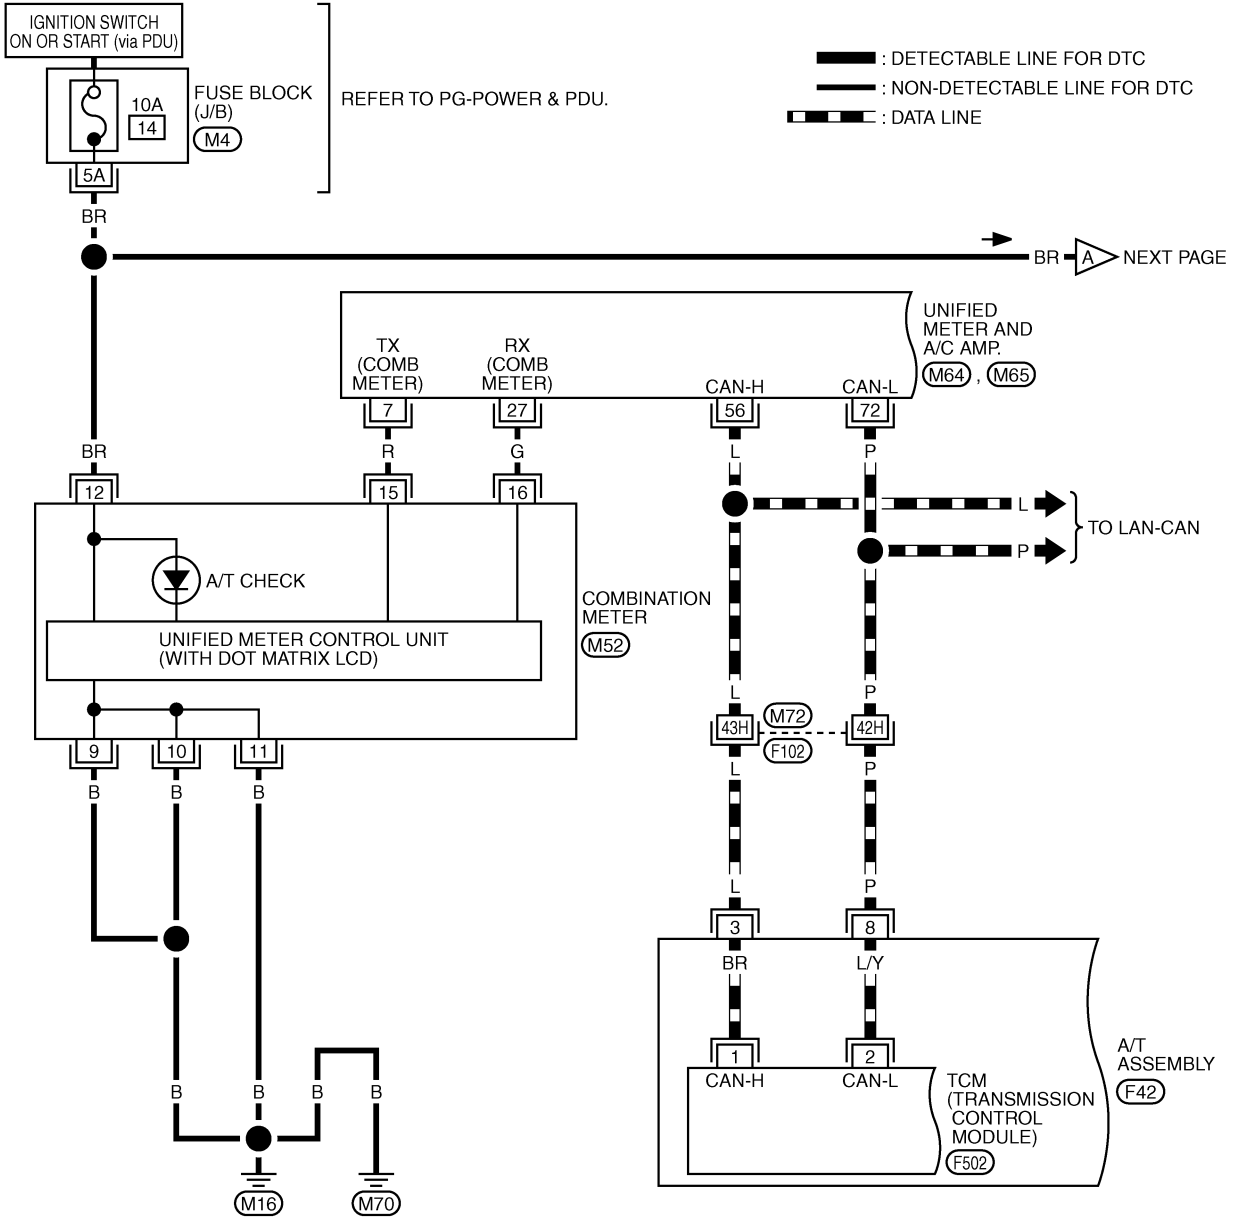 IGNITION SWITCH
ON OR START (via PDU)
10A
14
FUSE BLOCK
(J/B)
M4
REFER TO PG-POWER & PDU.
: DETECTABLE LINE FOR DTC
: NON-DETECTABLE LINE FOR DTC
: DATA LINE
5A
BR
BR
A
NEXT PAGE
TX
(COMB
METER)
RX
(COMB
METER)
CAN-H
CAN-L
UNIFIED
METER AND
A/C AMP.
M64 , M65
7
27
56
72
BR
R
G
L
P
12
15
16
L
P
TO LAN-CAN
A/T CHECK
UNIFIED METER CONTROL UNIT
(WITH DOT MATRIX LCD)
COMBINATION
METER
M52
L
P
43H
M72
F102
42H
9
10
11
L
P
B
B
B
L
P
3
8
BR
L/Y
1
2
CAN-H
CAN-L
TCM
(TRANSMISSION
CONTROL
MODULE)
F502
A/T
ASSEMBLY
F42
B
B
B
B
M16
M70